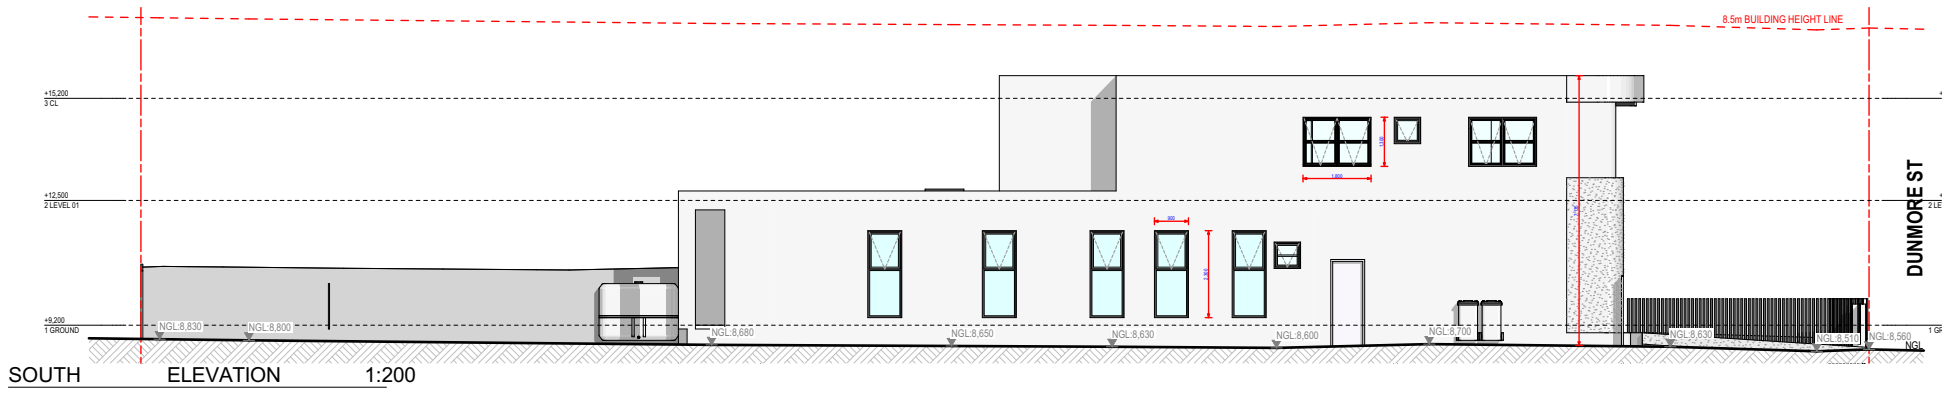 8.5m BUILDING HEIGHT LINE
+15,200
3 CL
+12,500
2 LEVEL 01
2 LE
+9,200
1 GROUND
1 GR
1,800
900
DUNMORE ST
NGL:8,830
NGL:8,800
NGL:8,680
NGL:8,650
NGL:8,630
NGL:8,600
NGL:8,700
NGL:8,630
NGL:8,510
NGL:8,560
NGL
SOUTH ELEVATION 1:200